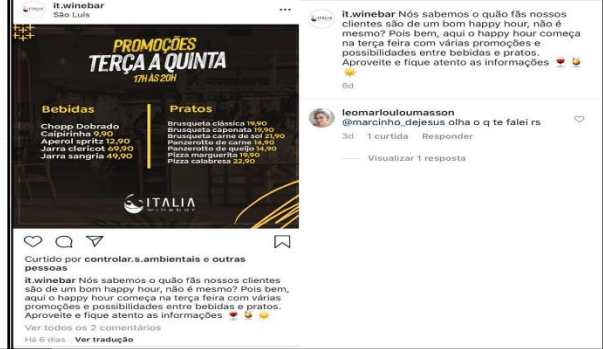 it.winebar
São Luís
ITALIA
PROMOÇÕES
TERÇA A QUINTA
17H ÀS 20H
Bebidas
Chopp Dobrado
Caipirinha 9,90
Aperol spritz 12,90
Jarra clericot 69,90
Jarra sangria 49,90
Pratos
Brusqueta clássica 19,90
Brusqueta caponata 19,90
Brusqueta carne de sol 21,90
Panzerotto de carne 14,90
Panzerotto de queijo 14,90
Pizza marguerita 19,90
Pizza calabresa 22,90
ITALIA
winebar
Curtido por controlar.s.ambientais e outras
pessoas
it.winebar Nós sabemos o quão fãs nossos clientes
são de um bom happy hour, não é mesmo? Pois bem,
aqui o happy hour começa na terça feira com várias
promoções e possibilidades entre bebidas e pratos.
Aproveite e fique atento as informações 🍷 🥳 🌟
Ver todos os 2 comentários
Há 6 dias · Ver tradução
ITALIA
it.winebar Nós sabemos o quão fãs nossos
clientes são de um bom happy hour, não é
mesmo? Pois bem, aqui o happy hour começa
na terça feira com várias promoções e
possibilidades entre bebidas e pratos.
Aproveite e fique atento as informações 🍷 🥳
🌟
6d
leomarlouloumasson
@marcinho_dejesus olha o q te falei rs
3d 1 curtida Responder
Visualizar 1 resposta